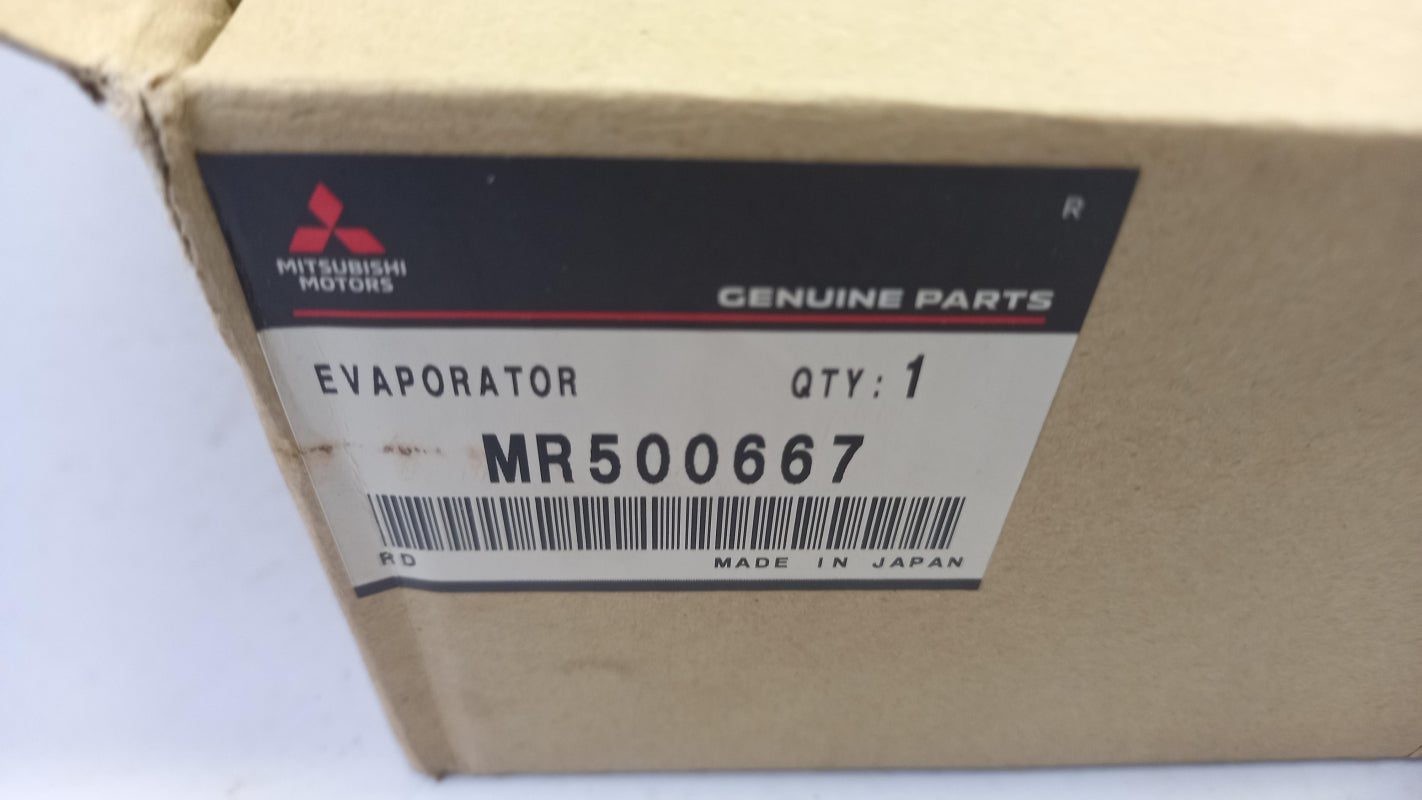 R
MITSUBISHI
MOTORS
GENUINE PARTS
EVAPORATOR QTY: 1
MR500667
RD MADE IN JAPAN